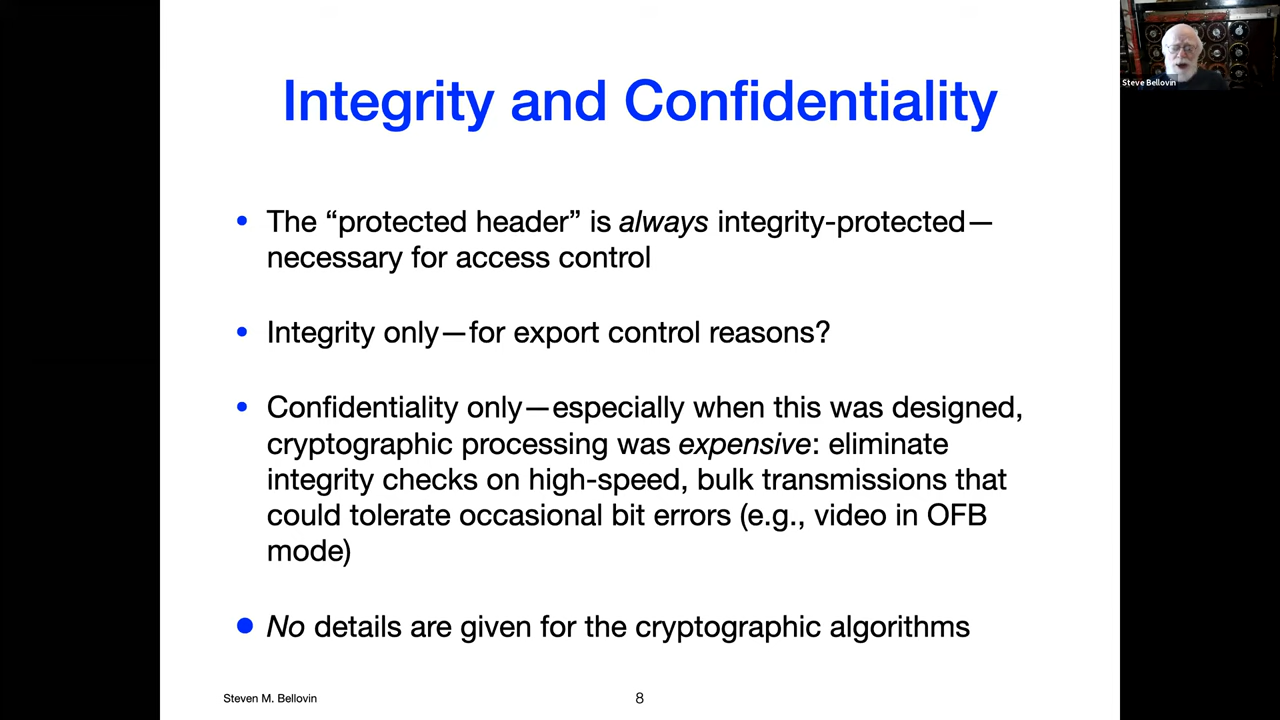 Integrity and Confidentiality
Steve Bellovin
• The “protected header” is always integrity-protected—
necessary for access control
• Integrity only—for export control reasons?
• Confidentiality only—especially when this was designed,
cryptographic processing was expensive: eliminate
integrity checks on high-speed, bulk transmissions that
could tolerate occasional bit errors (e.g., video in OFB
mode)
• No details are given for the cryptographic algorithms
Steven M. Bellovin
8